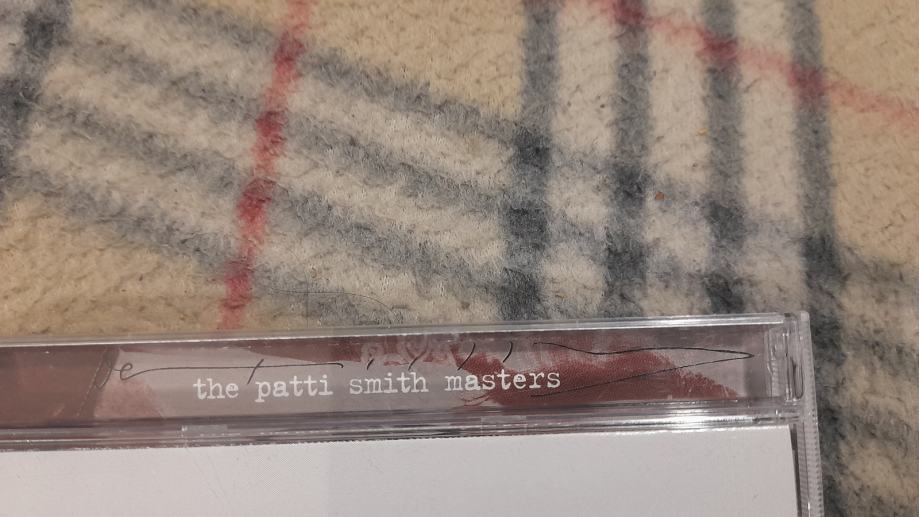 the patti smith masters